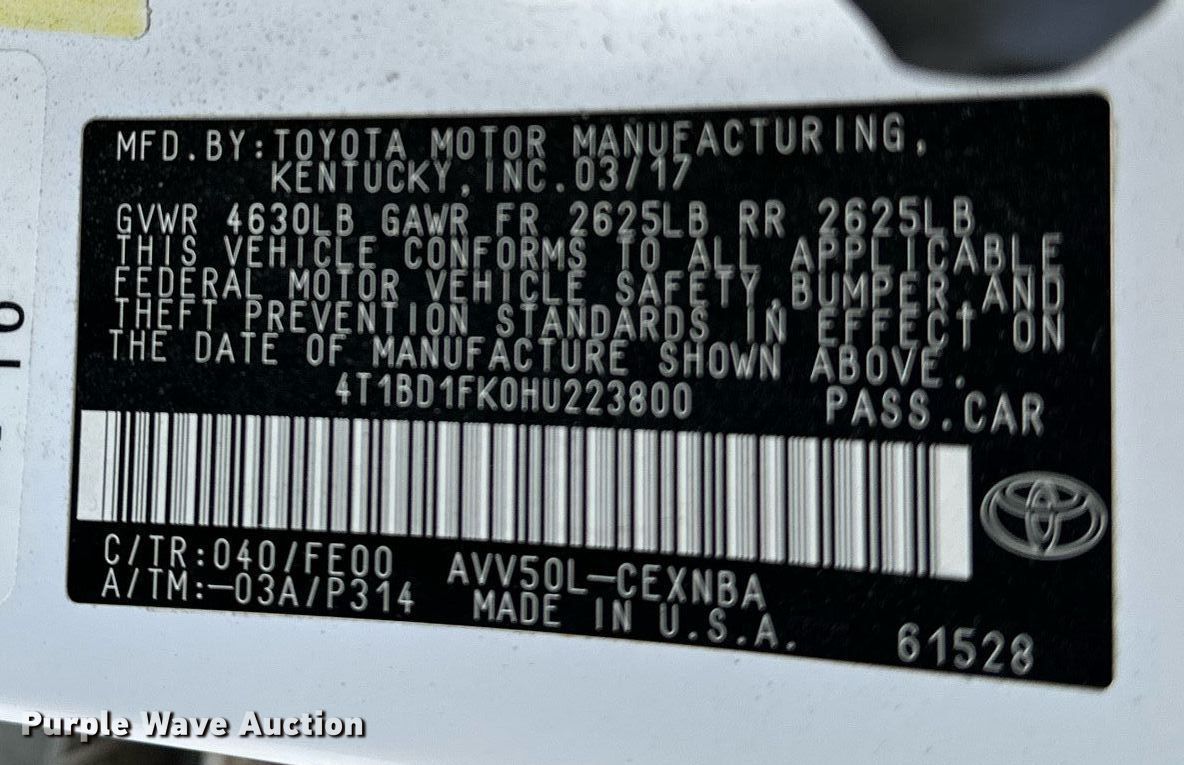 MFD.BY:TOYOTA MOTOR MANUFACTURING,
KENTUCKY,INC.03/17
GVWR 4630LB GAWR FR 2625LB RR 2625LB
THIS VEHICLE CONFORMS TO ALL APPLICABLE
FEDERAL MOTOR VEHICLE SAFETY,BUMPER,AND
THEFT PREVENTION STANDARDS IN EFFECT ON
THE DATE OF MANUFACTURE SHOWN ABOVE.
4T1BD1FK0HU223800 PASS.CAR
C/TR:040/FE00 AVV50L-CEXNBA
A/TM:-03A/P314 MADE IN U.S.A. 61528
Purple Wave Auction